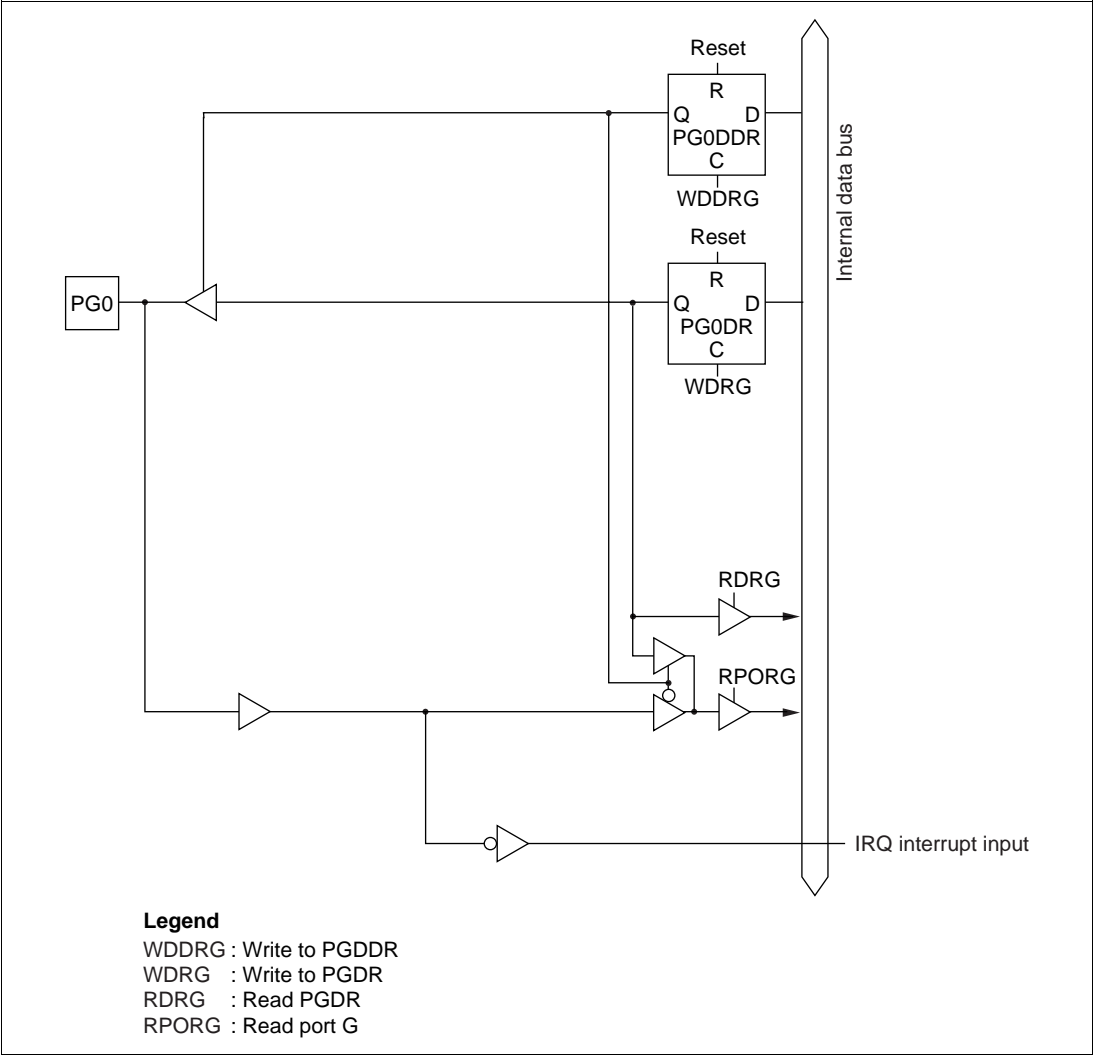 Reset
R
Q D
PG0DDR
C
WDDRG
Internal data bus
Reset
R
PG0
Q D
PG0DR
C
WDRG
RDRG
RPORG
IRQ interrupt input
Legend
WDDRG : Write to PGDDR
WDRG : Write to PGDR
RDRG : Read PGDR
RPORG : Read port G